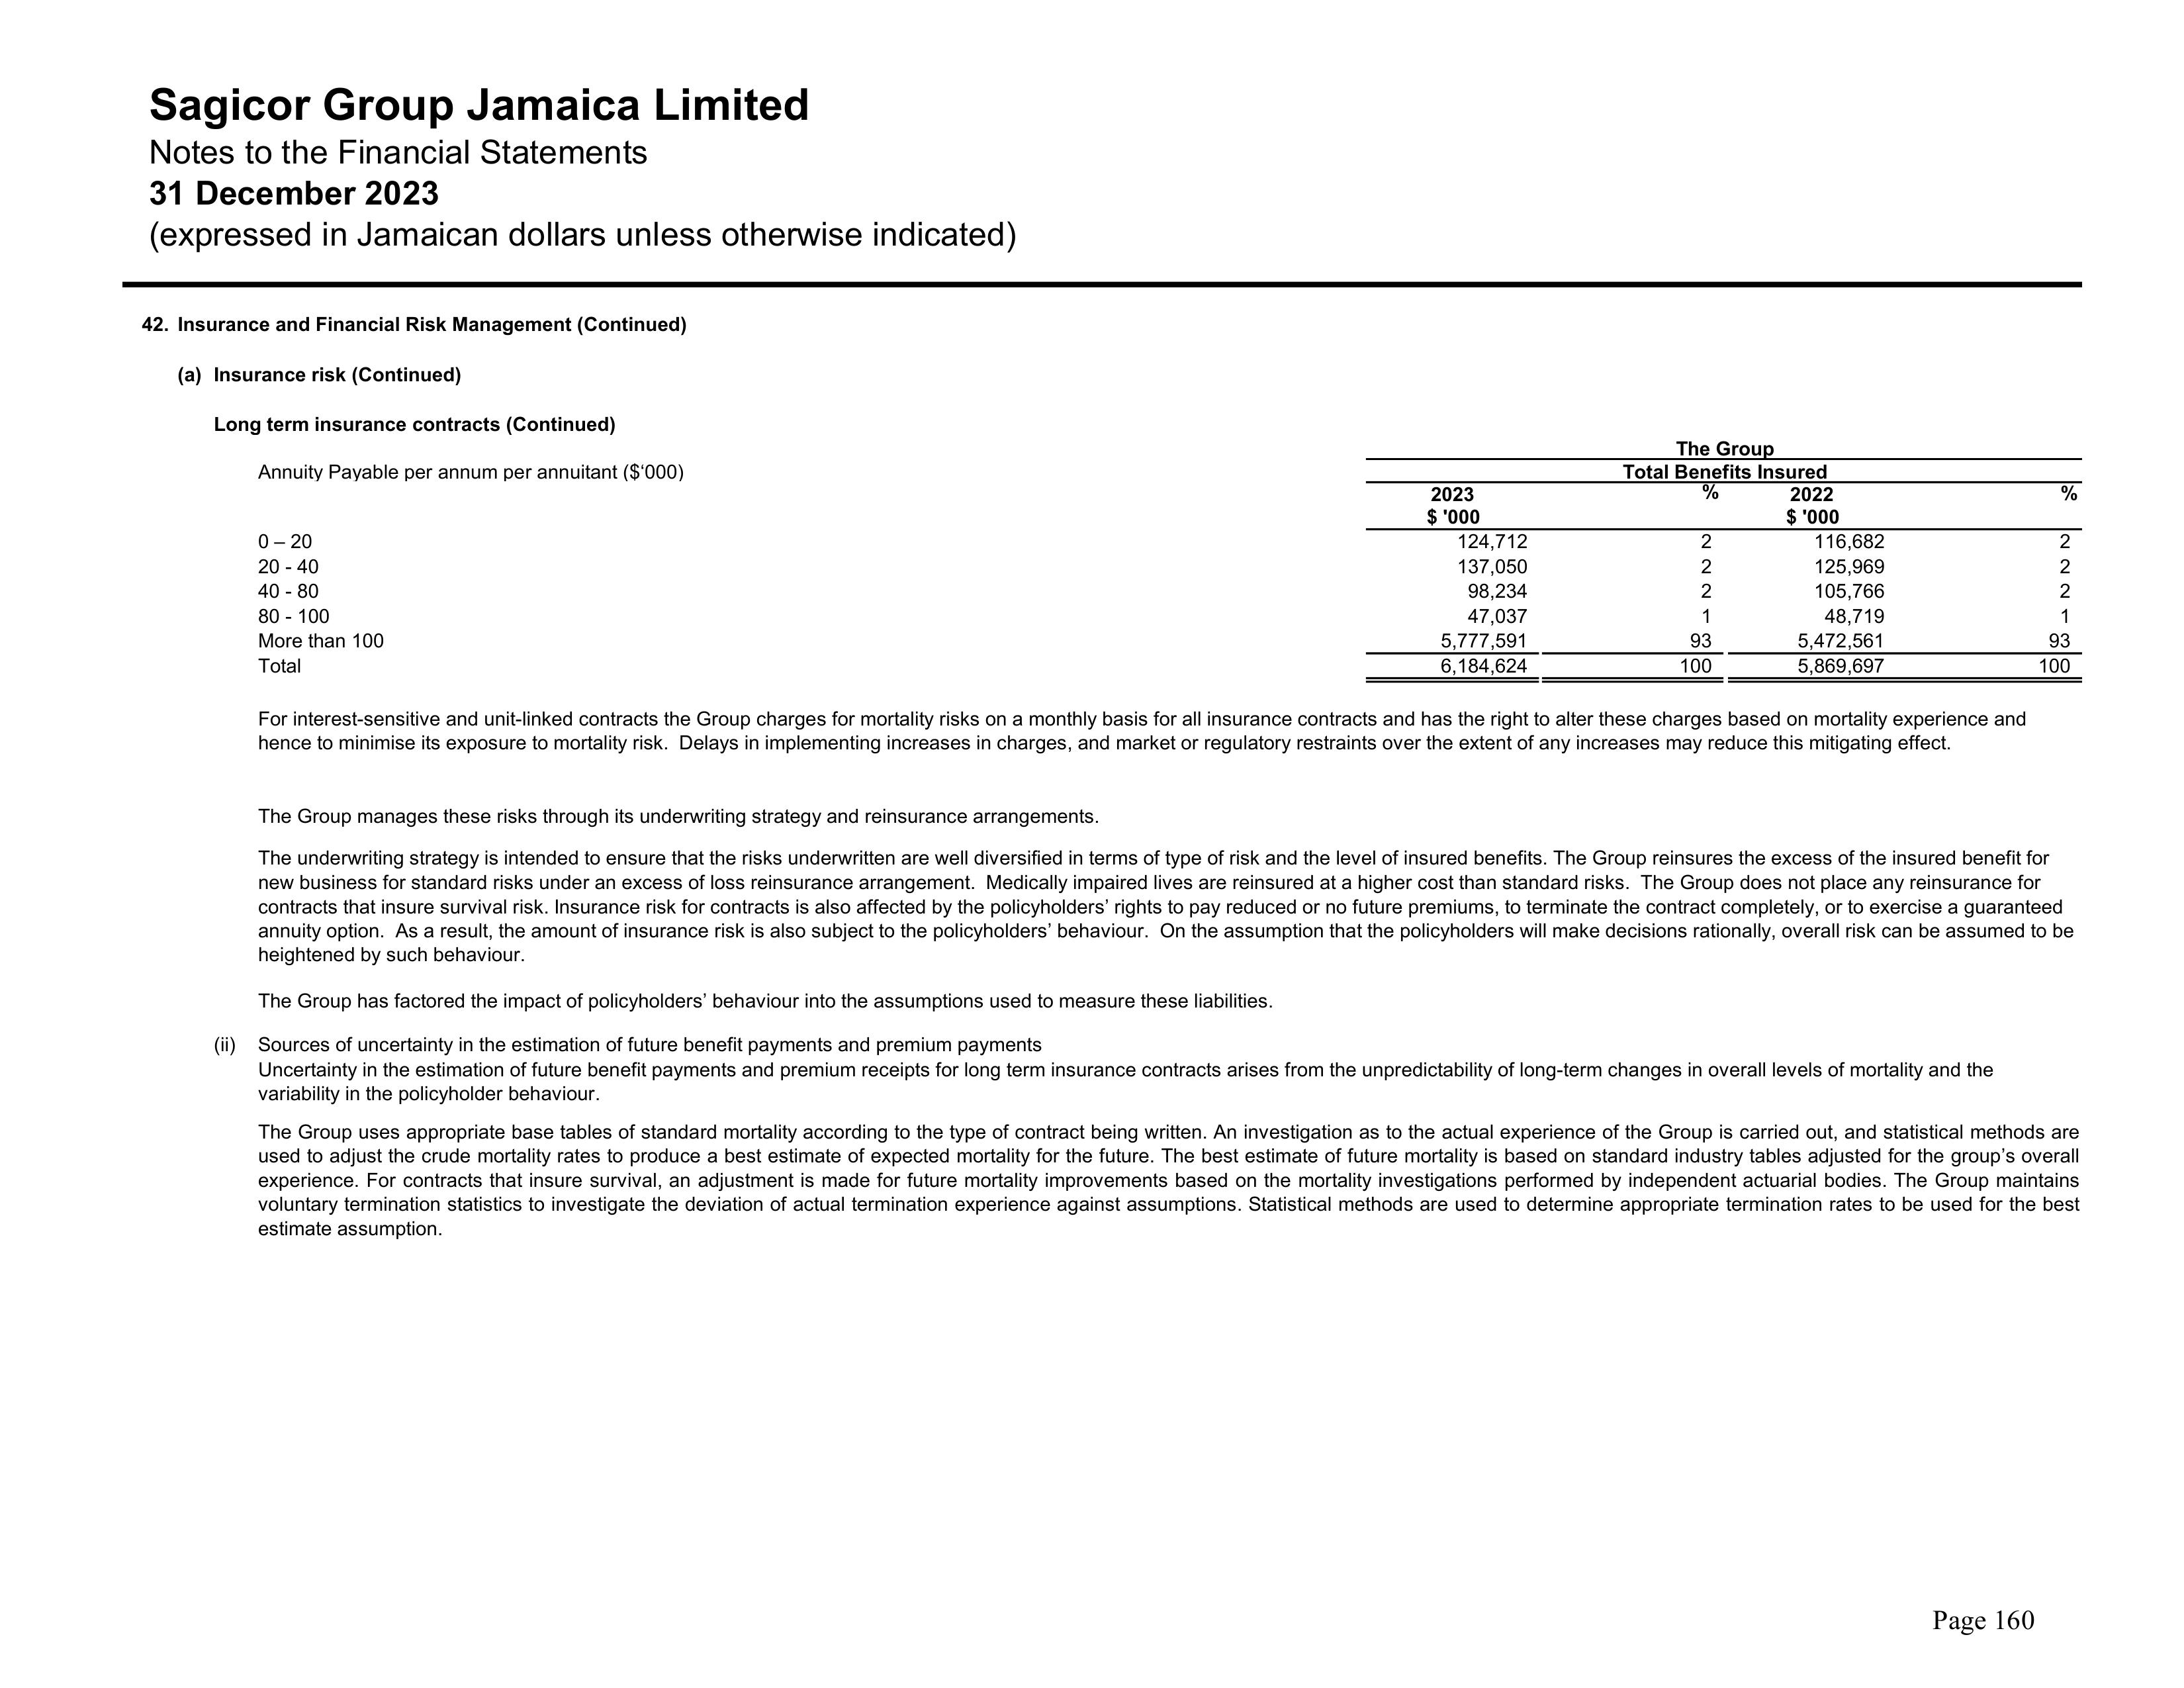 Sagicor Group Jamaica Limited
Notes to the Financial Statements
31 December 2023
(expressed in Jamaican dollars unless otherwise indicated)
42. Insurance and Financial Risk Management (Continued)
(a) Insurance risk (Continued)
Long term insurance contracts (Continued)
The Group
Annuity Payable per annum per annuitant ($‘000) Total Benefits Insured
2023 % 2022 %
$ '000 $ '000
0 – 20 124,712 2 116,682 2
20 - 40 137,050 2 125,969 2
40 - 80 98,234 2 105,766 2
80 - 100 47,037 1 48,719 1
More than 100 5,777,591 93 5,472,561 93
Total 6,184,624 100 5,869,697 100
For interest-sensitive and unit-linked contracts the Group charges for mortality risks on a monthly basis for all insurance contracts and has the right to alter these charges based on mortality experience and
hence to minimise its exposure to mortality risk. Delays in implementing increases in charges, and market or regulatory restraints over the extent of any increases may reduce this mitigating effect.
The Group manages these risks through its underwriting strategy and reinsurance arrangements.
The underwriting strategy is intended to ensure that the risks underwritten are well diversified in terms of type of risk and the level of insured benefits. The Group reinsures the excess of the insured benefit for
new business for standard risks under an excess of loss reinsurance arrangement. Medically impaired lives are reinsured at a higher cost than standard risks. The Group does not place any reinsurance for
contracts that insure survival risk. Insurance risk for contracts is also affected by the policyholders’ rights to pay reduced or no future premiums, to terminate the contract completely, or to exercise a guaranteed
annuity option. As a result, the amount of insurance risk is also subject to the policyholders’ behaviour. On the assumption that the policyholders will make decisions rationally, overall risk can be assumed to be
heightened by such behaviour.
The Group has factored the impact of policyholders’ behaviour into the assumptions used to measure these liabilities.
(ii) Sources of uncertainty in the estimation of future benefit payments and premium payments
Uncertainty in the estimation of future benefit payments and premium receipts for long term insurance contracts arises from the unpredictability of long-term changes in overall levels of mortality and the
variability in the policyholder behaviour.
The Group uses appropriate base tables of standard mortality according to the type of contract being written. An investigation as to the actual experience of the Group is carried out, and statistical methods are
used to adjust the crude mortality rates to produce a best estimate of expected mortality for the future. The best estimate of future mortality is based on standard industry tables adjusted for the group’s overall
experience. For contracts that insure survival, an adjustment is made for future mortality improvements based on the mortality investigations performed by independent actuarial bodies. The Group maintains
voluntary termination statistics to investigate the deviation of actual termination experience against assumptions. Statistical methods are used to determine appropriate termination rates to be used for the best
estimate assumption.
Page 160